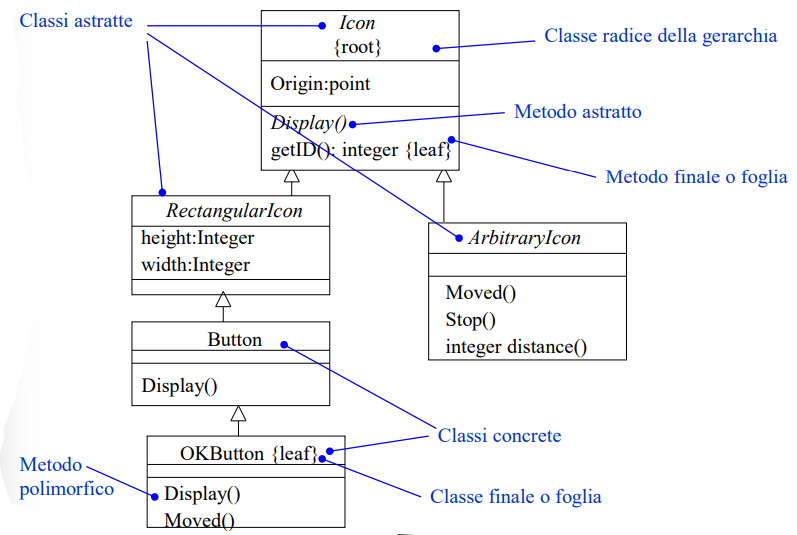 Classi astratte
Icon
{root}
Classe radice della gerarchia
Origin:point
Metodo astratto
Display()
getID(): integer {leaf}
Metodo finale o foglia
RectangularIcon
height:Integer
width:Integer
ArbitraryIcon
Moved()
Stop()
integer distance()
Button
Display()
Classi concrete
OKButton {leaf}
Metodo
polimorfico
Display()
Moved()
Classe finale o foglia